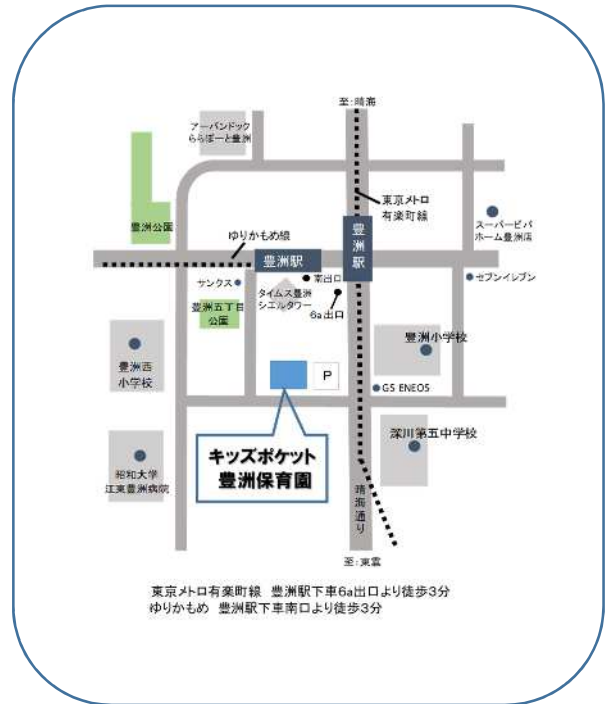 至:晴海
アーバンドック
ららぽーと豊洲
東京メトロ
有楽町線
豊洲公園
スーパービバ
ホーム豊洲店
ゆりかもめ線
豊洲駅
豊洲駅
南出口
セブンイレブン
サンクス
タイムス豊洲
シエルタワー
6a出口
豊洲五丁目
公園
豊洲小学校
豊洲西
小学校
P
GS ENEOS
キッズポケット
豊洲保育園
深川第五中学校
昭和大学
江東豊洲病院
晴海通り
至:東雲
東京メトロ有楽町線 豊洲駅下車6a出口より徒歩3分
ゆりかもめ 豊洲駅下車南口より徒歩3分